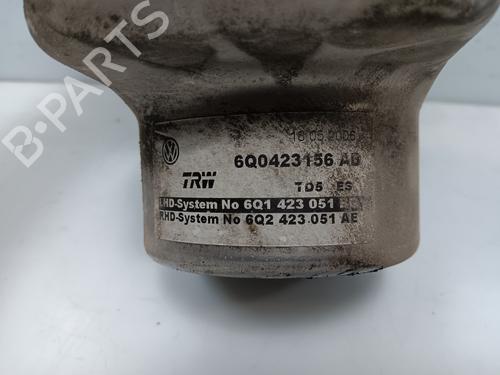 B-PARTS
16.05.2006
6Q0423156 AB
TRW
TD5 ES
LHD-System No 6Q1 423 051
RHD-System No 6Q2 423 051 AE